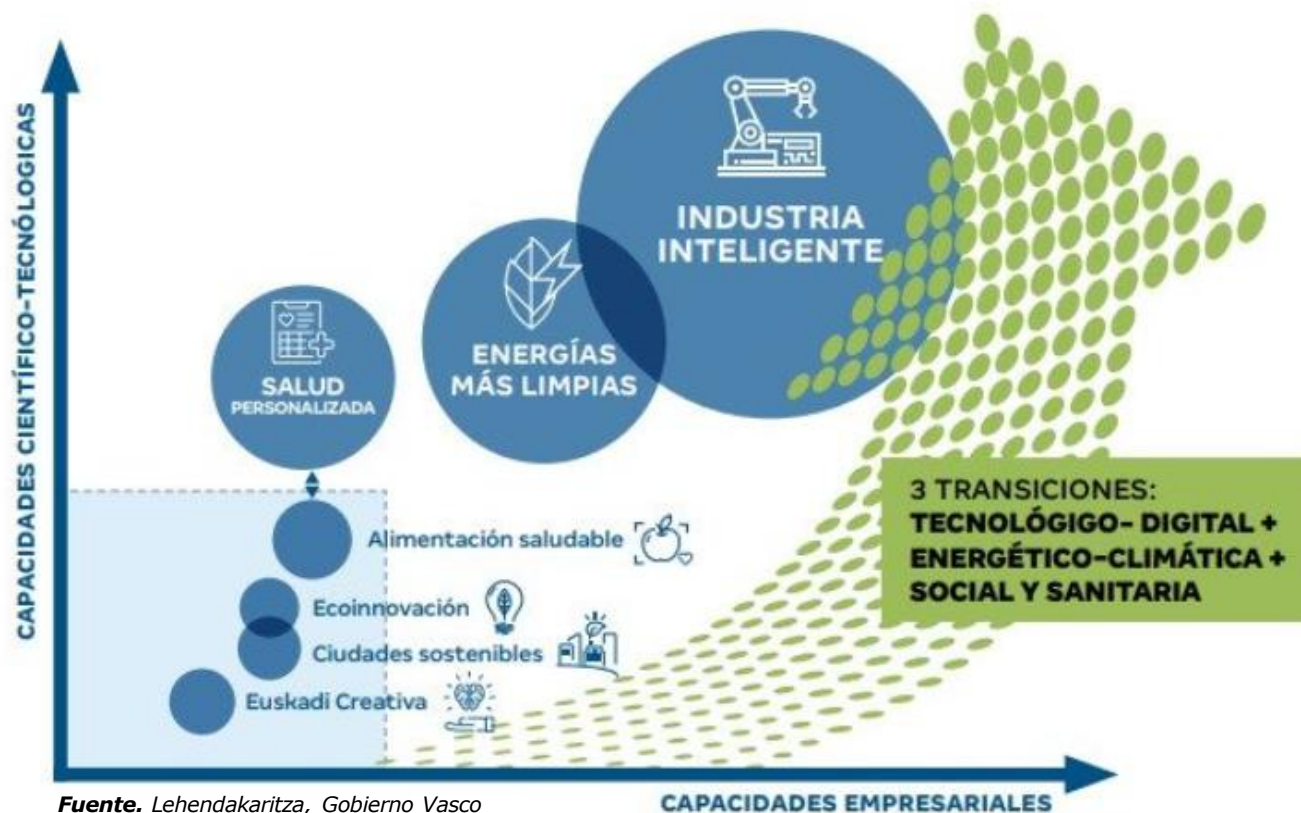 CAPACIDADES CIENTÍFICO-TECNÓLOGICAS
INDUSTRIA
INTELIGENTE
ENERGÍAS
MÁS LIMPIAS
SALUD
PERSONALIZADA
Alimentación saludable
Ecoinnovación
Ciudades sostenibles
Euskadi Creativa
3 TRANSICIONES:
TECNOLÓGIGO- DIGITAL +
ENERGÉTICO-CLIMÁTICA +
SOCIAL Y SANITARIA
CAPACIDADES EMPRESARIALES
Fuente. Lehendakaritza, Gobierno Vasco